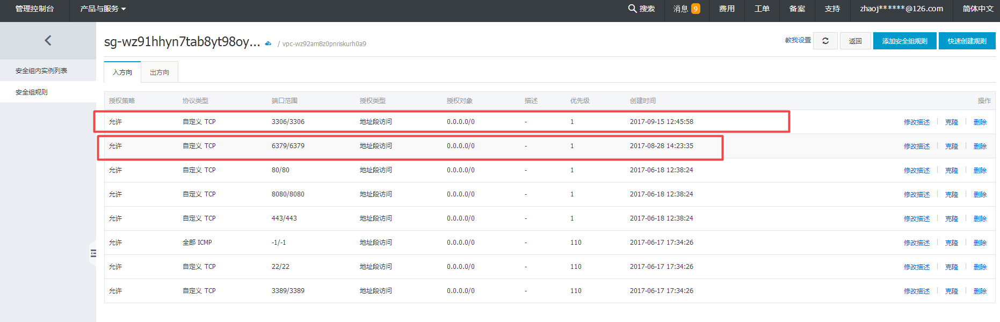 管理控制台 产品与服务 搜索 消息 9 费用 工单 备案 支持 zhaoj******@126.com 简体中文
sg-wz91hhyn7tab8yt98oy... / vpc-wz92am8z0pnriskurh0a9 教我设置 返回 添加安全组规则 快速创建规则
安全组内实例列表
安全组规则
入方向 出方向
授权策略 协议类型 端口范围 授权类型 授权对象 描述 优先级 创建时间 操作
允许 自定义 TCP 3306/3306 地址段访问 0.0.0.0/0 - 1 2017-09-15 12:45:58 修改描述 克隆 删除
允许 自定义 TCP 6379/6379 地址段访问 0.0.0.0/0 - 1 2017-08-28 14:23:35 修改描述 克隆 删除
允许 自定义 TCP 80/80 地址段访问 0.0.0.0/0 - 1 2017-06-18 12:38:24 修改描述 克隆 删除
允许 自定义 TCP 8080/8080 地址段访问 0.0.0.0/0 - 1 2017-06-18 12:38:24 修改描述 克隆 删除
允许 自定义 TCP 443/443 地址段访问 0.0.0.0/0 - 1 2017-06-18 12:38:24 修改描述 克隆 删除
允许 全部 ICMP -1/-1 地址段访问 0.0.0.0/0 - 110 2017-06-17 17:34:26 修改描述 克隆 删除
允许 自定义 TCP 22/22 地址段访问 0.0.0.0/0 - 110 2017-06-17 17:34:26 修改描述 克隆 删除
允许 自定义 TCP 3389/3389 地址段访问 0.0.0.0/0 - 110 2017-06-17 17:34:26 修改描述 克隆 删除